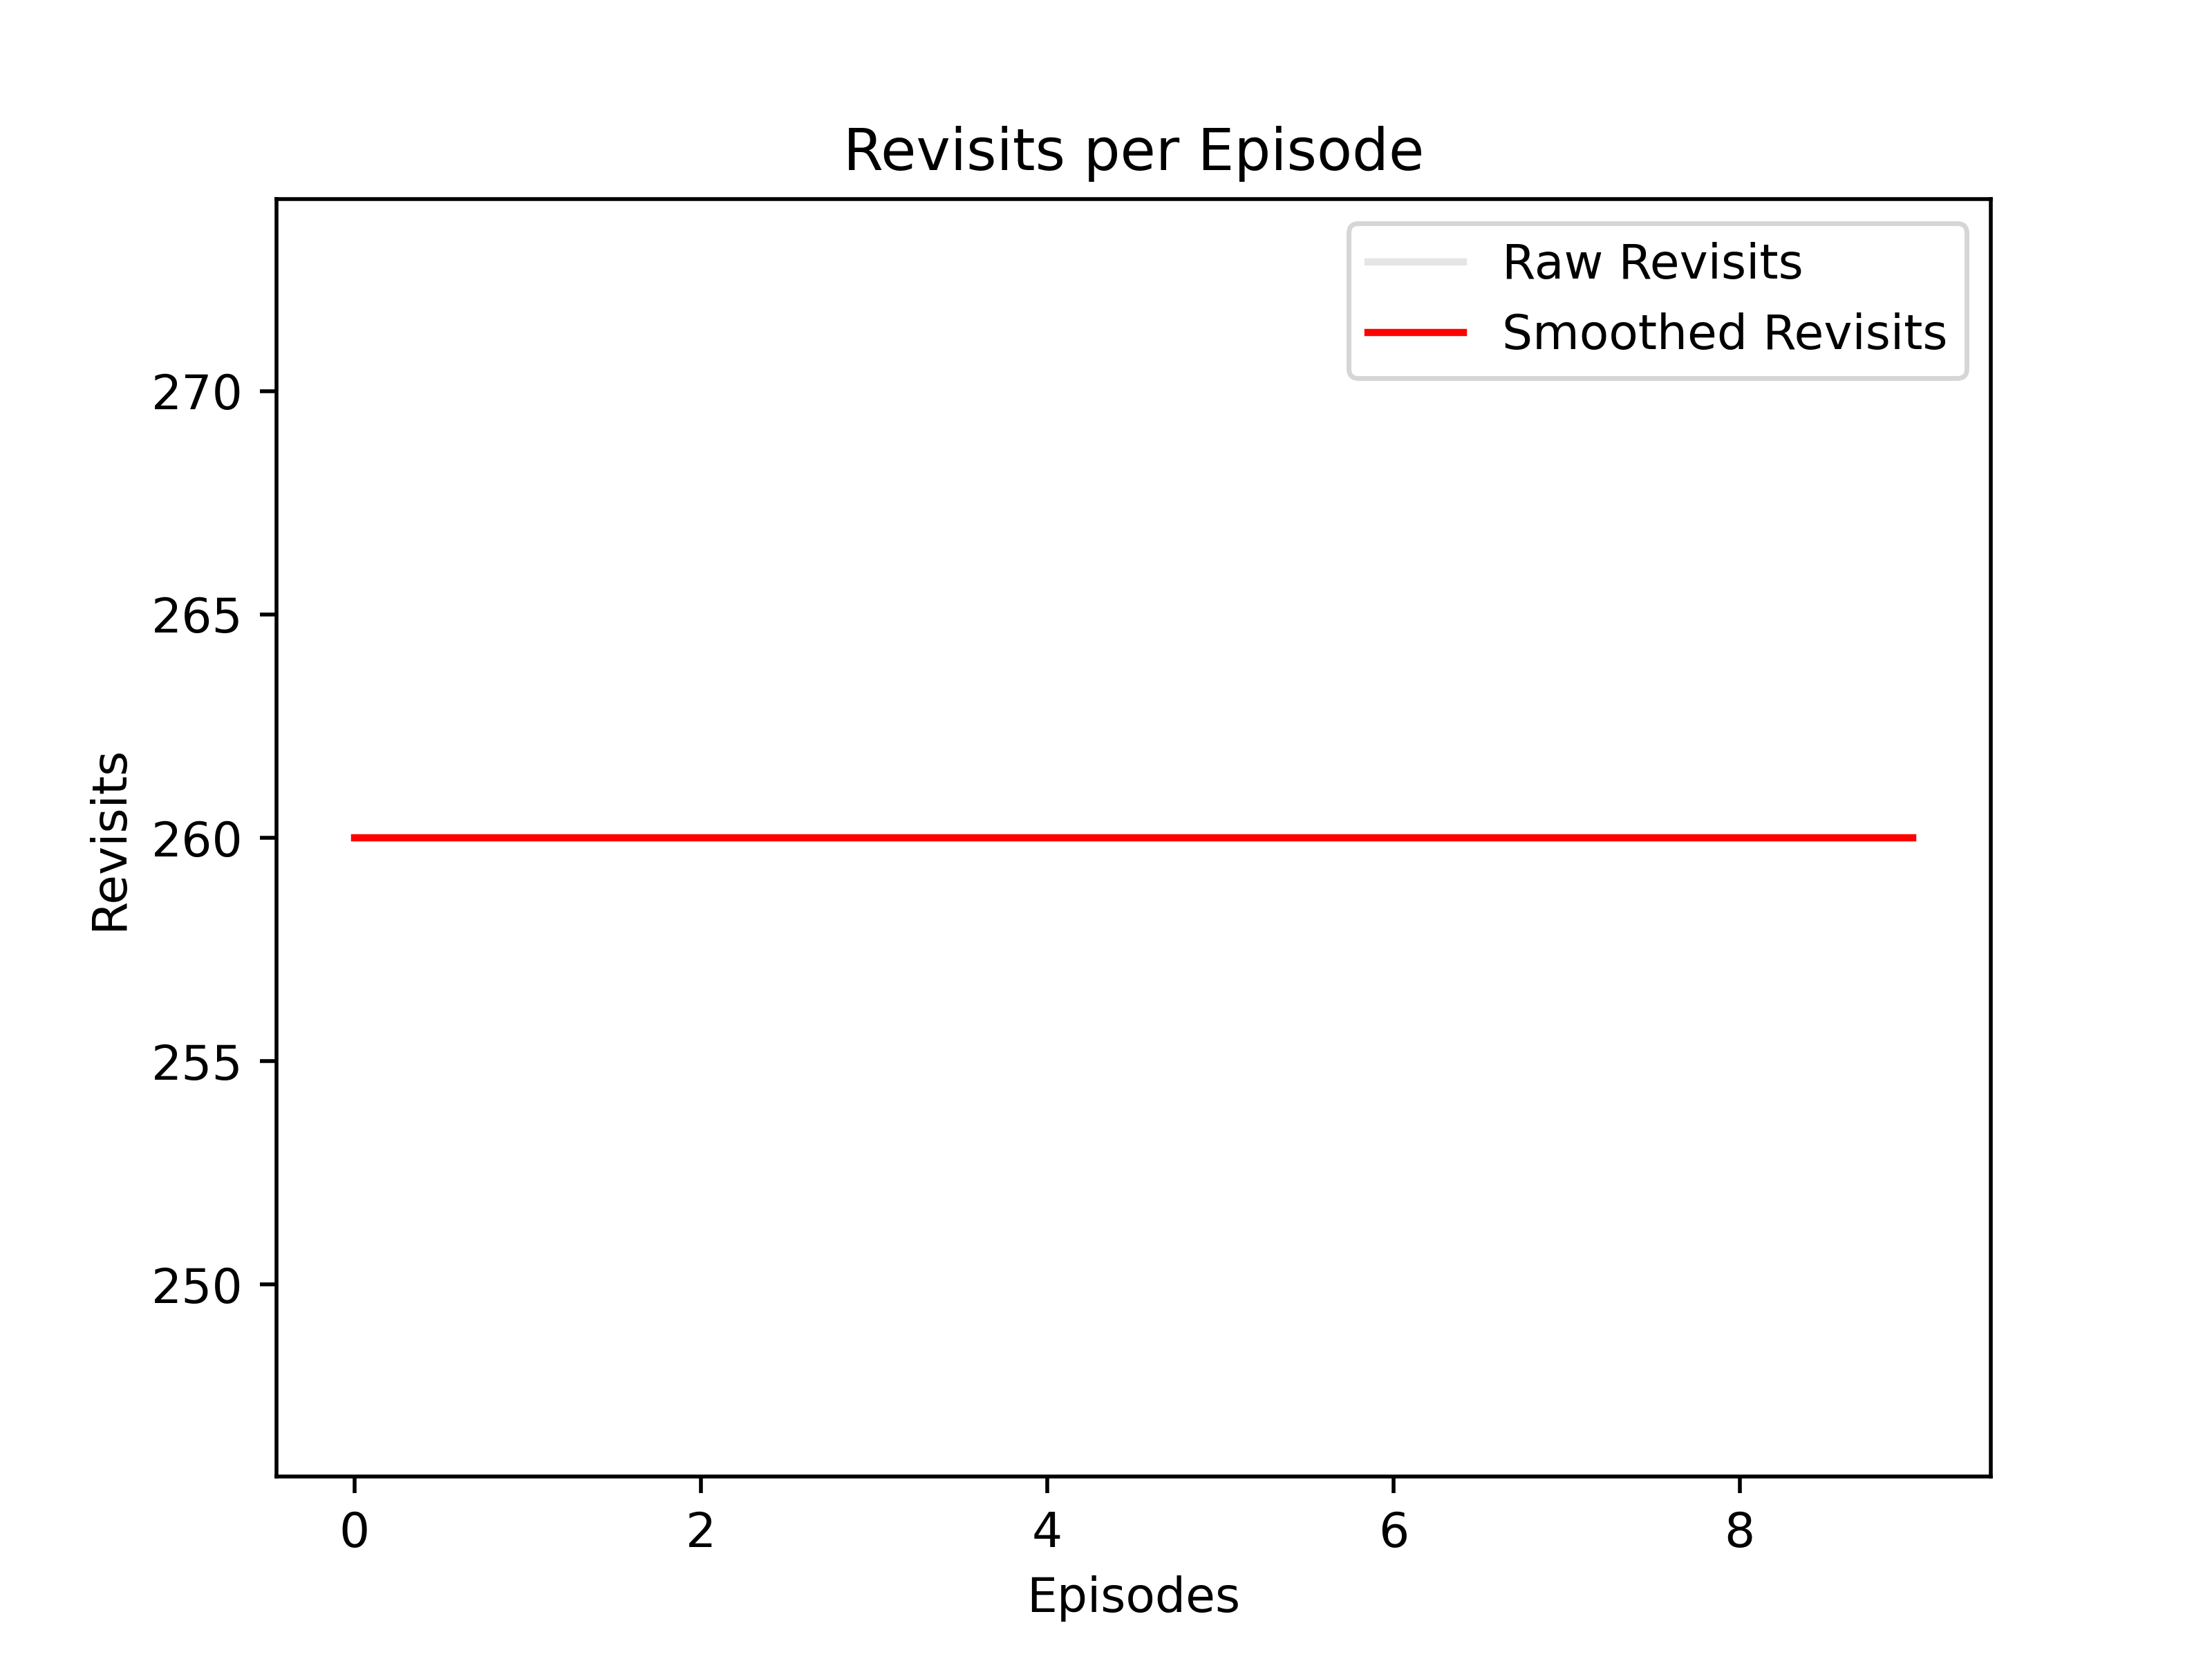 Revisits per Episode
Raw Revisits
Smoothed Revisits
270
265
260
255
250
Revisits
0 2 4 6 8
Episodes